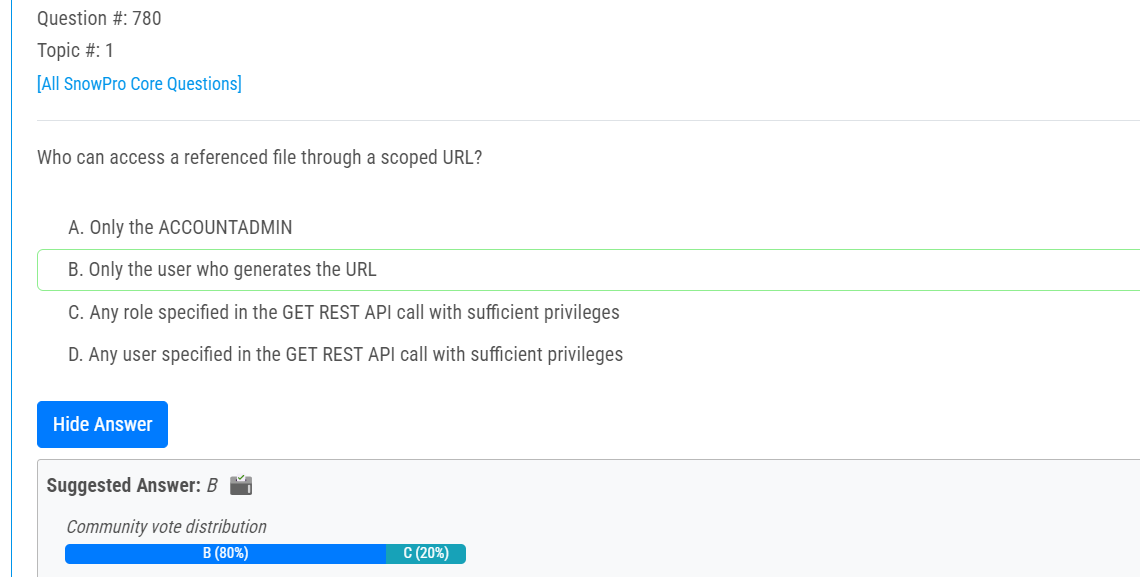 Question #: 780
Topic #: 1
[All SnowPro Core Questions]
Who can access a referenced file through a scoped URL?
A. Only the ACCOUNTADMIN
B. Only the user who generates the URL
C. Any role specified in the GET REST API call with sufficient privileges
D. Any user specified in the GET REST API call with sufficient privileges
Hide Answer
Suggested Answer: B
Community vote distribution
B (80%) C (20%)